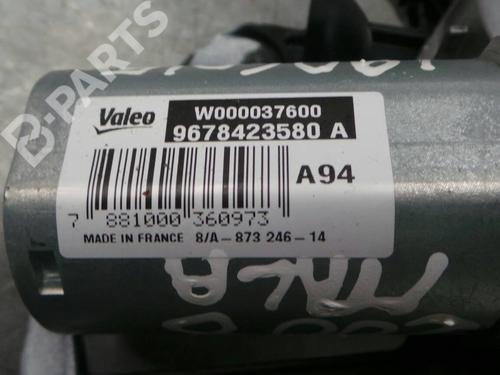 B-PARTS
Valeo
W000037600
9678423580 A
A94
7 881000 360973
MADE IN FRANCE 8/A-873 246-14